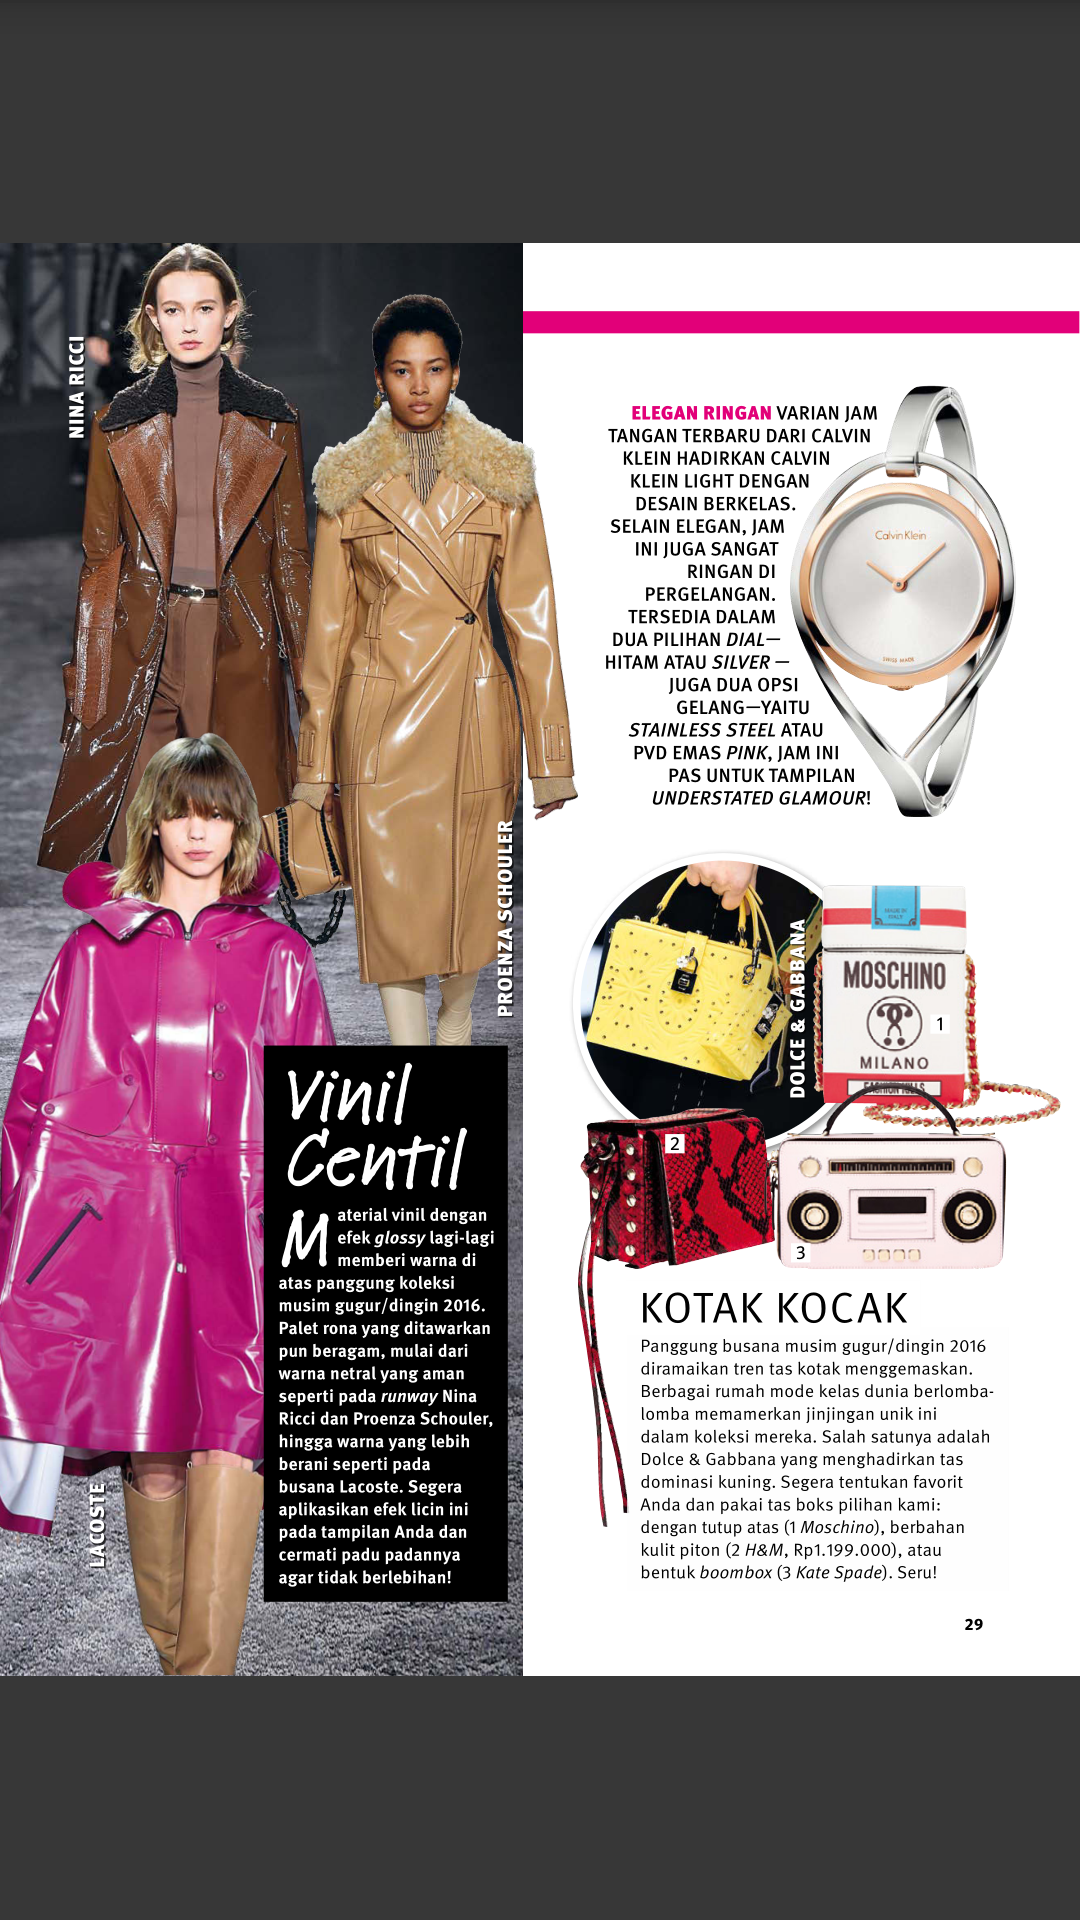 NINA RICCI
PROENZA SCHOULER
LACOSTE
Vinil
Centil
Material vinil dengan
efek glossy lagi-lagi
memberi warna di
atas panggung koleksi
musim gugur/dingin 2016.
Palet rona yang ditawarkan
pun beragam, mulai dari
warna netral yang aman
seperti pada runway Nina
Ricci dan Proenza Schouler,
hingga warna yang lebih
berani seperti pada
busana Lacoste. Segera
aplikasikan efek licin ini
pada tampilan Anda dan
cermati padu padannya
agar tidak berlebihan!
ELEGAN RINGAN VARIAN JAM
TANGAN TERBARU DARI CALVIN
KLEIN HADIRKAN CALVIN
KLEIN LIGHT DENGAN
DESAIN BERKELAS.
SELAIN ELEGAN, JAM
INI JUGA SANGAT
RINGAN DI
PERGELANGAN.
TERSEDIA DALAM
DUA PILIHAN DIAL—
HITAM ATAU SILVER —
JUGA DUA OPSI
GELANG—YAITU
STAINLESS STEEL ATAU
PVD EMAS PINK, JAM INI
PAS UNTUK TAMPILAN
UNDERSTATED GLAMOUR!
Calvin Klein
SWISS MADE
DOLCE & GABBANA
MADE IN
ITALY
MOSCHINO
MILANO
FASHION KILLS
1
2
3
KOTAK KOCAK
Panggung busana musim gugur/dingin 2016
diramaikan tren tas kotak menggemaskan.
Berbagai rumah mode kelas dunia berlomba-
lomba memamerkan jinjingan unik ini
dalam koleksi mereka. Salah satunya adalah
Dolce & Gabbana yang menghadirkan tas
dominasi kuning. Segera tentukan favorit
Anda dan pakai tas boks pilihan kami:
dengan tutup atas (1 Moschino), berbahan
kulit piton (2 H&M, Rp1.199.000), atau
bentuk boombox (3 Kate Spade). Seru!
29